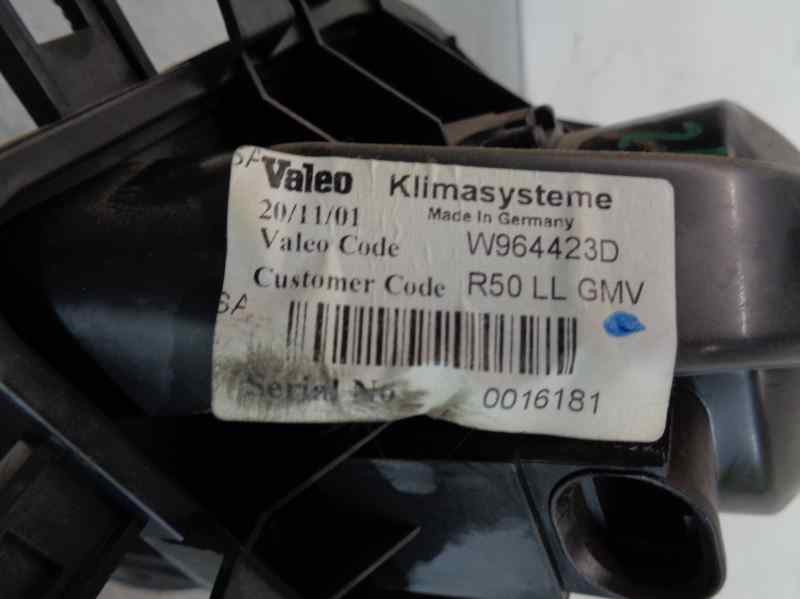 Valeo Klimasysteme
20/11/01 Made In Germany
Valeo Code W964423D
Customer Code R50 LL GMV
Serial No 0016181